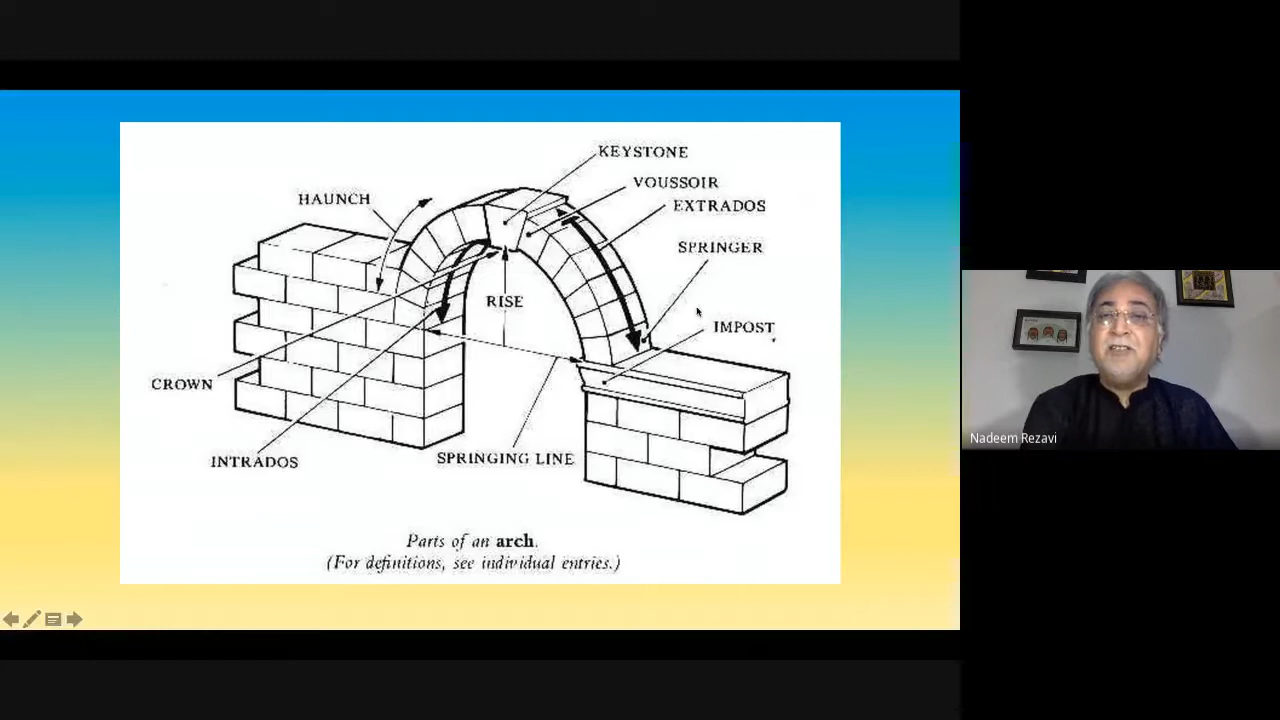 KEYSTONE
VOUSSOIR
HAUNCH
EXTRADOS
SPRINGER
RISE
IMPOST
CROWN
INTRADOS
SPRINGING LINE
Parts of an arch.
(For definitions, see individual entries.)
Nadeem Rezavi